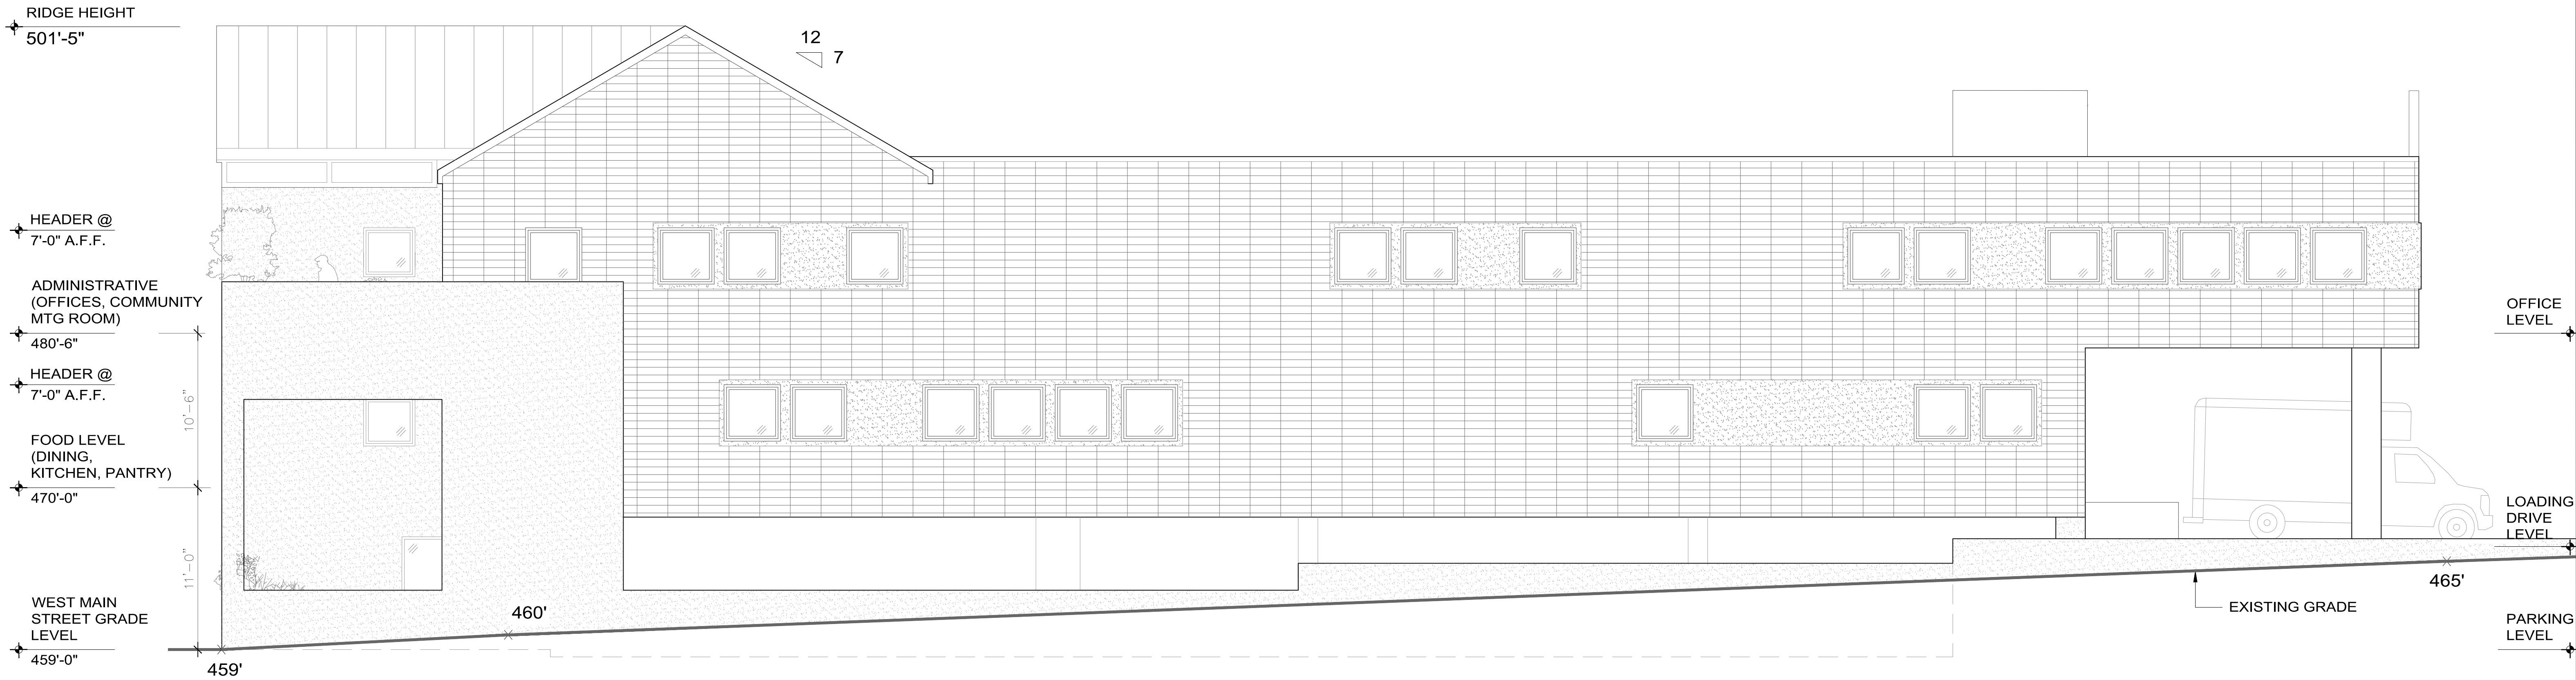 RIDGE HEIGHT
501'-5"
12
7
HEADER @
7'-0" A.F.F.
ADMINISTRATIVE
(OFFICES, COMMUNITY
MTG ROOM)
480'-6"
HEADER @
7'-0" A.F.F.
10'-6"
FOOD LEVEL
(DINING,
KITCHEN, PANTRY)
470'-0"
11'-0"
WEST MAIN
STREET GRADE
LEVEL
459'-0"
459'
460'
465'
EXISTING GRADE
OFFICE
LEVEL
LOADING
DRIVE
LEVEL
PARKING
LEVEL